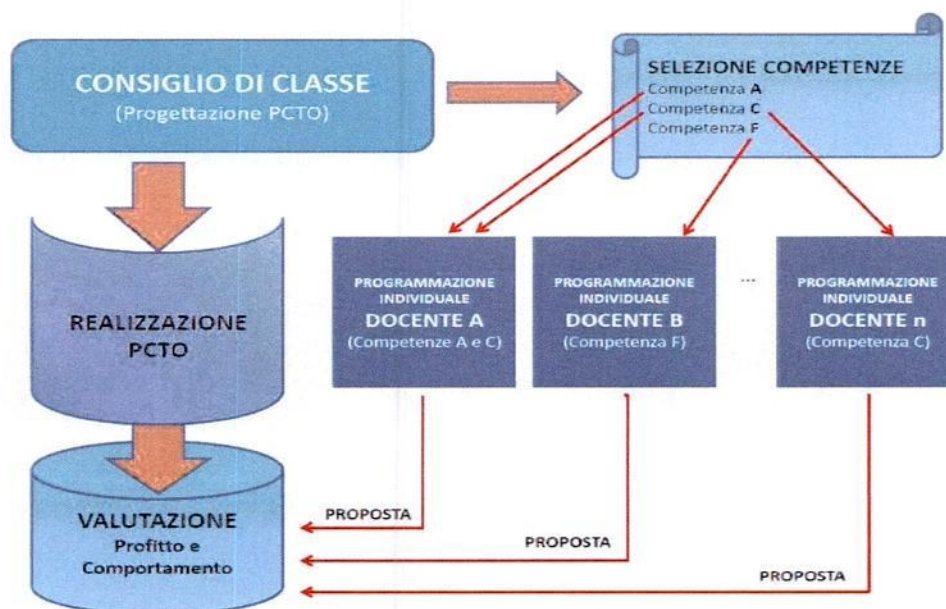 CONSIGLIO DI CLASSE
(Progettazione PCTO)
SELEZIONE COMPETENZE
Competenza A
Competenza C
Competenza F
REALIZZAZIONE
PCTO
PROGRAMMAZIONE
INDIVIDUALE
DOCENTE A
(Competenze A e C)
PROGRAMMAZIONE
INDIVIDUALE
DOCENTE B
(Competenza F)
...
PROGRAMMAZIONE
INDIVIDUALE
DOCENTE n
(Competenza C)
VALUTAZIONE
Profitto e
Comportamento
PROPOSTA
PROPOSTA
PROPOSTA